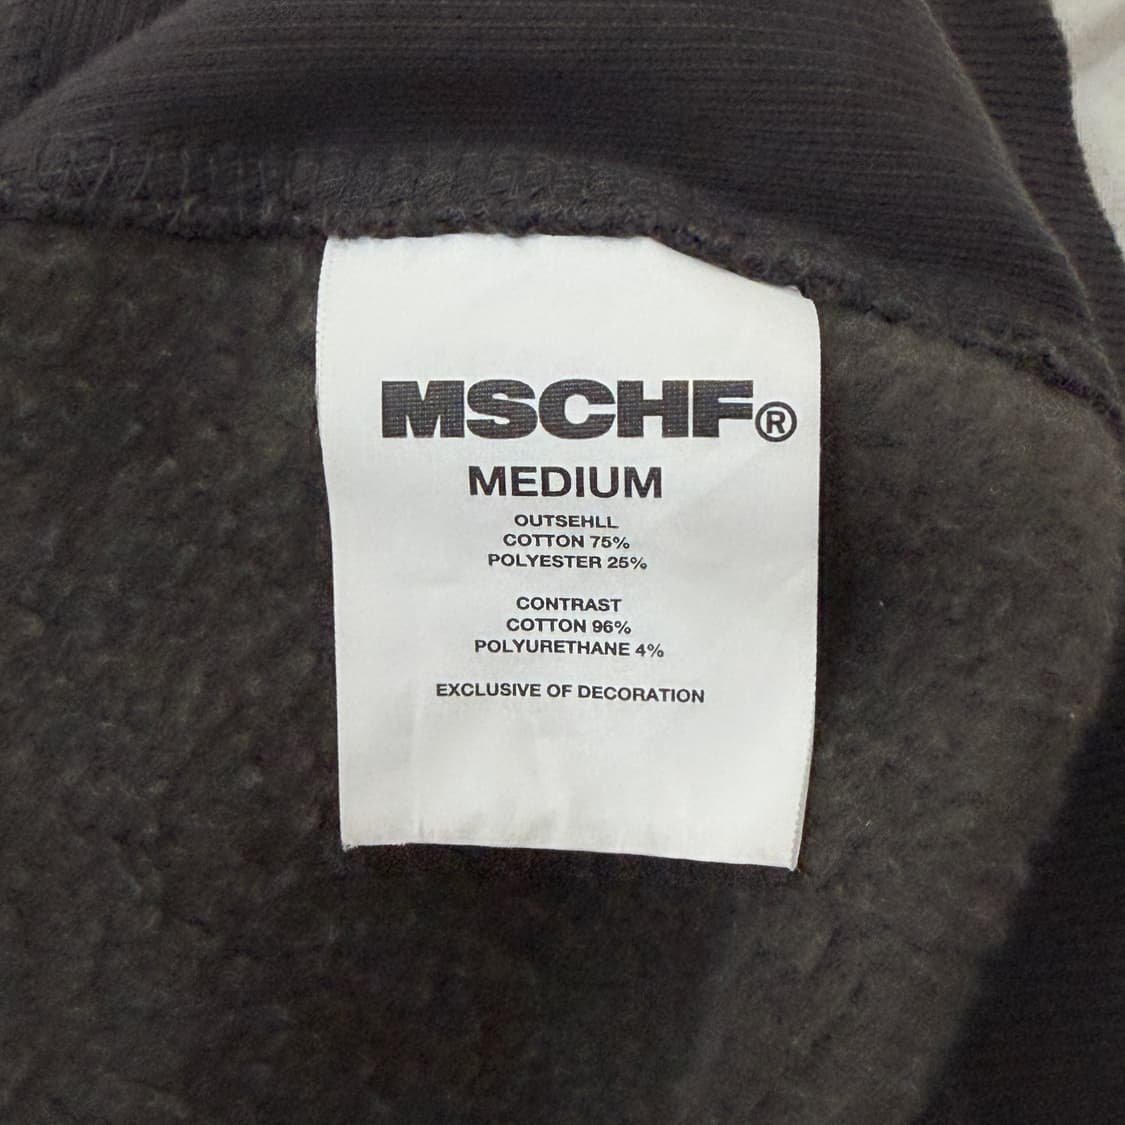 MSCHF®
MEDIUM
OUTSEHLL
COTTON 75%
POLYESTER 25%
CONTRAST
COTTON 96%
POLYURETHANE 4%
EXCLUSIVE OF DECORATION